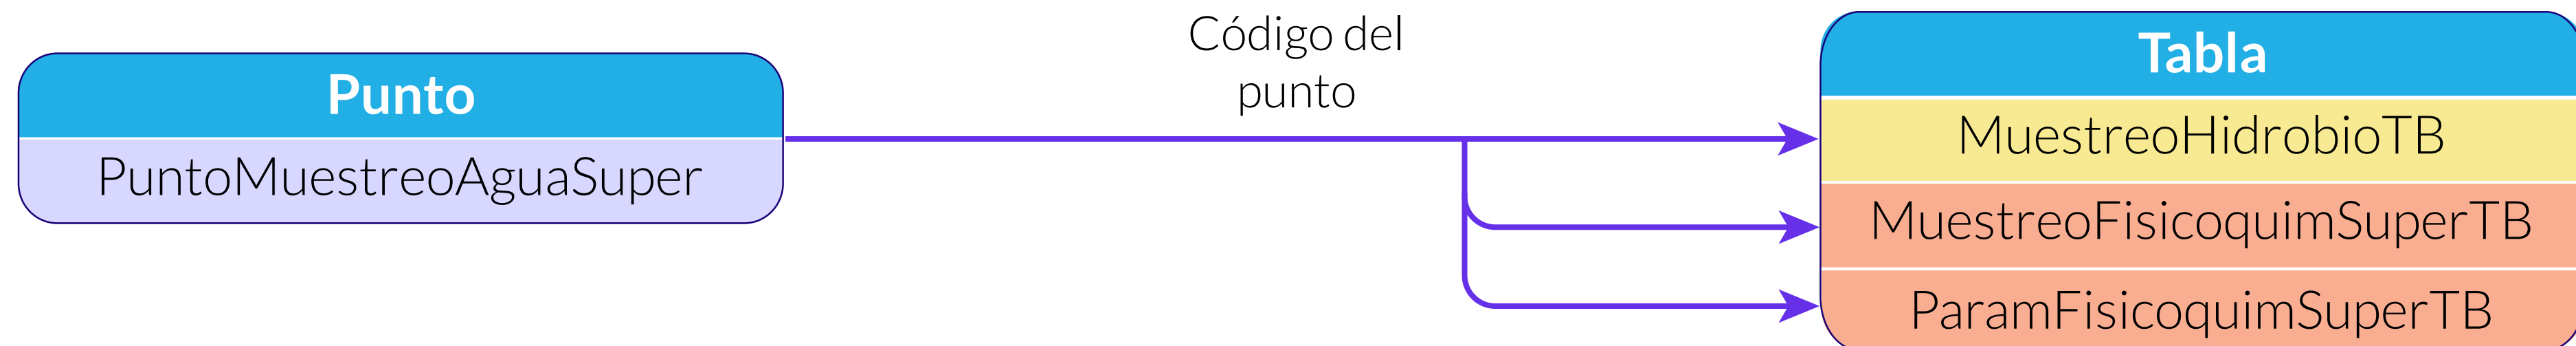 Punto
PuntoMuestreoAguaSuper
Código del
punto
Tabla
MuestreoHidrobioTB
MuestreoFisicoquimSuperTB
ParamFisicoquimSuperTB